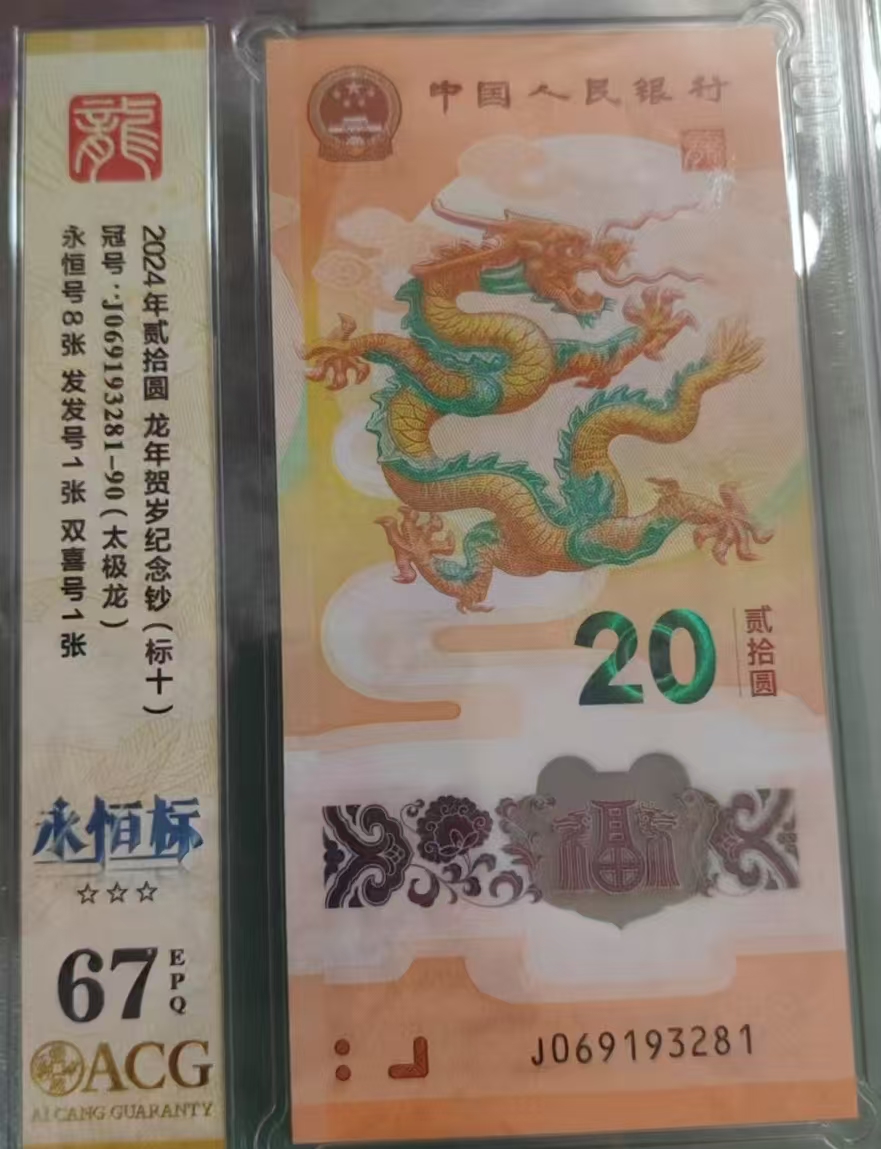 龍
2024年贰拾圆 龙年贺岁纪念钞(标十)
冠号:J069193281-90(太极龙)
永恒号8张 发发号1张 双喜号1张
永恒标
☆☆☆
67
EPQ
ACG
AI CANG GUARANTY
中国人民银行
龍
20
贰拾圆
福
J069193281